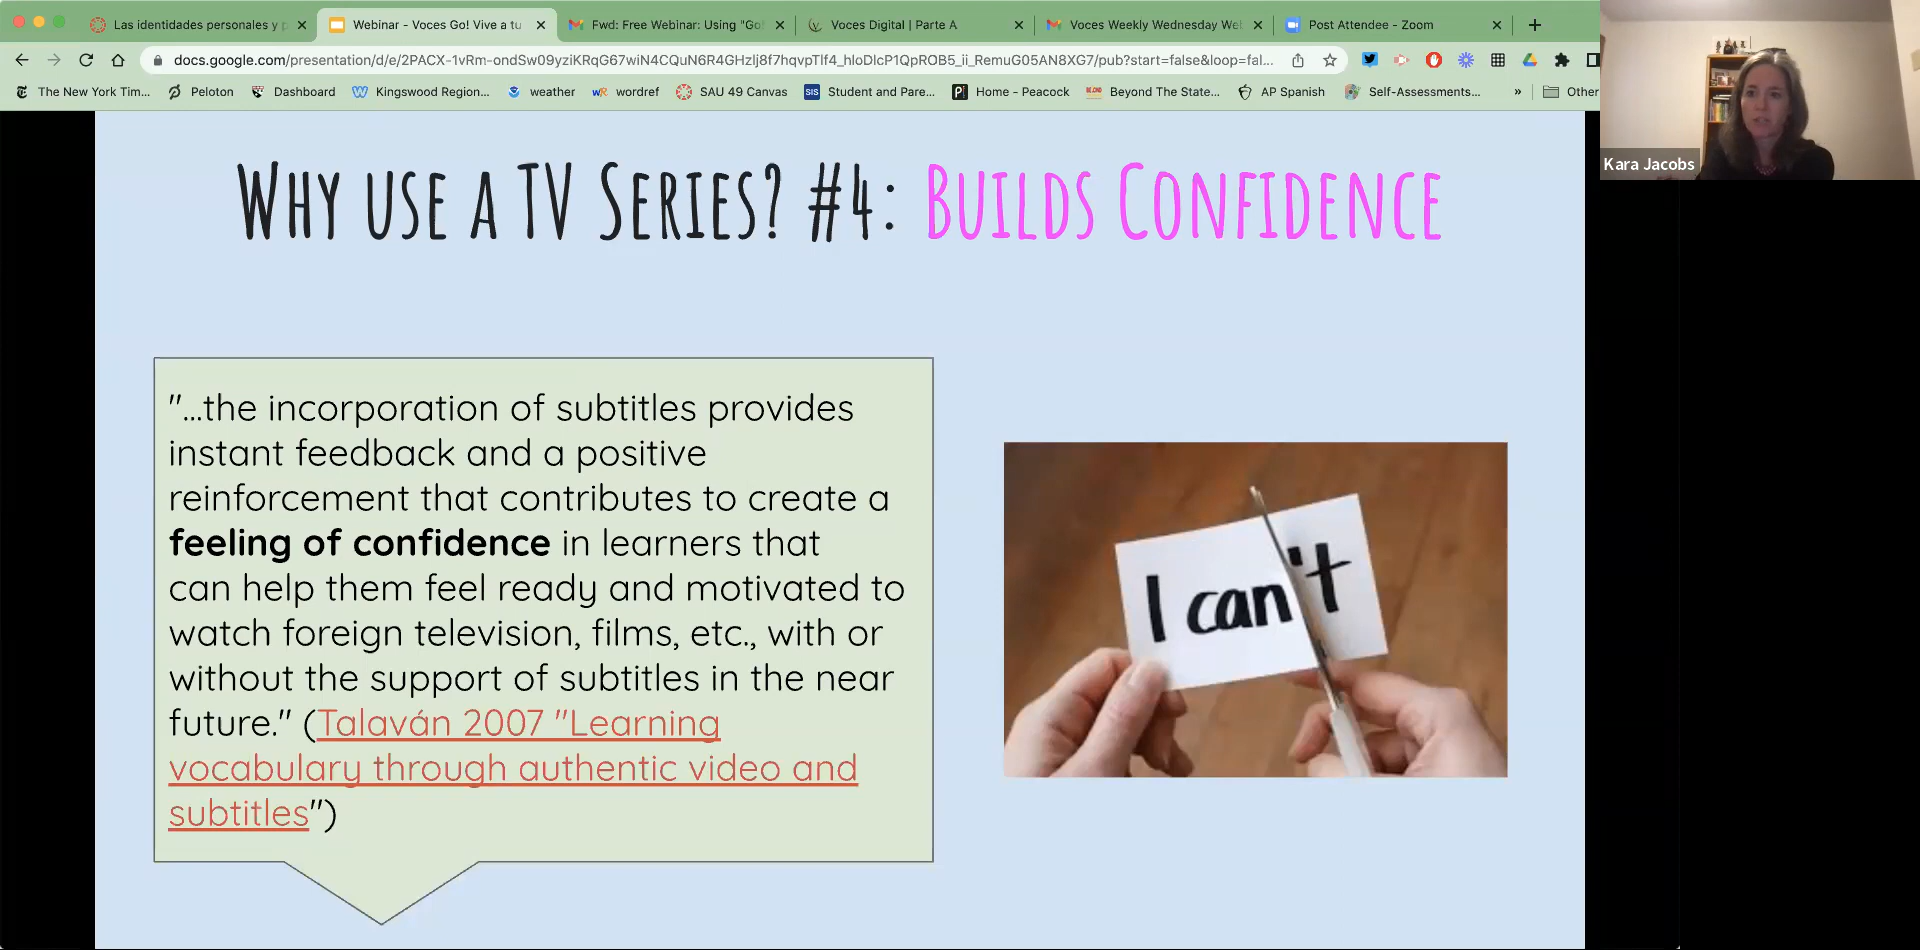 Las identidades personales y p
Webinar - Voces Go! Vive a tu
Fwd: Free Webinar: Using "Go!
Voces Digital | Parte A
Voces Weekly Wednesday We
Post Attendee - Zoom
docs.google.com/presentation/d/e/2PACX-1vRm-ondSw09yziKRqG67wiN4CQuN6R4GHzlj8f7hqvpTlf4_hloDlcP1QpROB5_ii_RemuG05AN8XG7/pub?start=false&loop=fal...
The New York Tim...
Peloton
Dashboard
Kingswood Region...
weather
wordref
SAU 49 Canvas
Student and Pare...
Home - Peacock
Beyond The State...
AP Spanish
Self-Assessments...
»
Other
Kara Jacobs
WHY USE A TV SERIES? #4: BUILDS CONFIDENCE
"...the incorporation of subtitles provides
instant feedback and a positive
reinforcement that contributes to create a
feeling of confidence in learners that
can help them feel ready and motivated to
watch foreign television, films, etc., with or
without the support of subtitles in the near
future." (Talaván 2007 "Learning
vocabulary through authentic video and
subtitles")
I can't